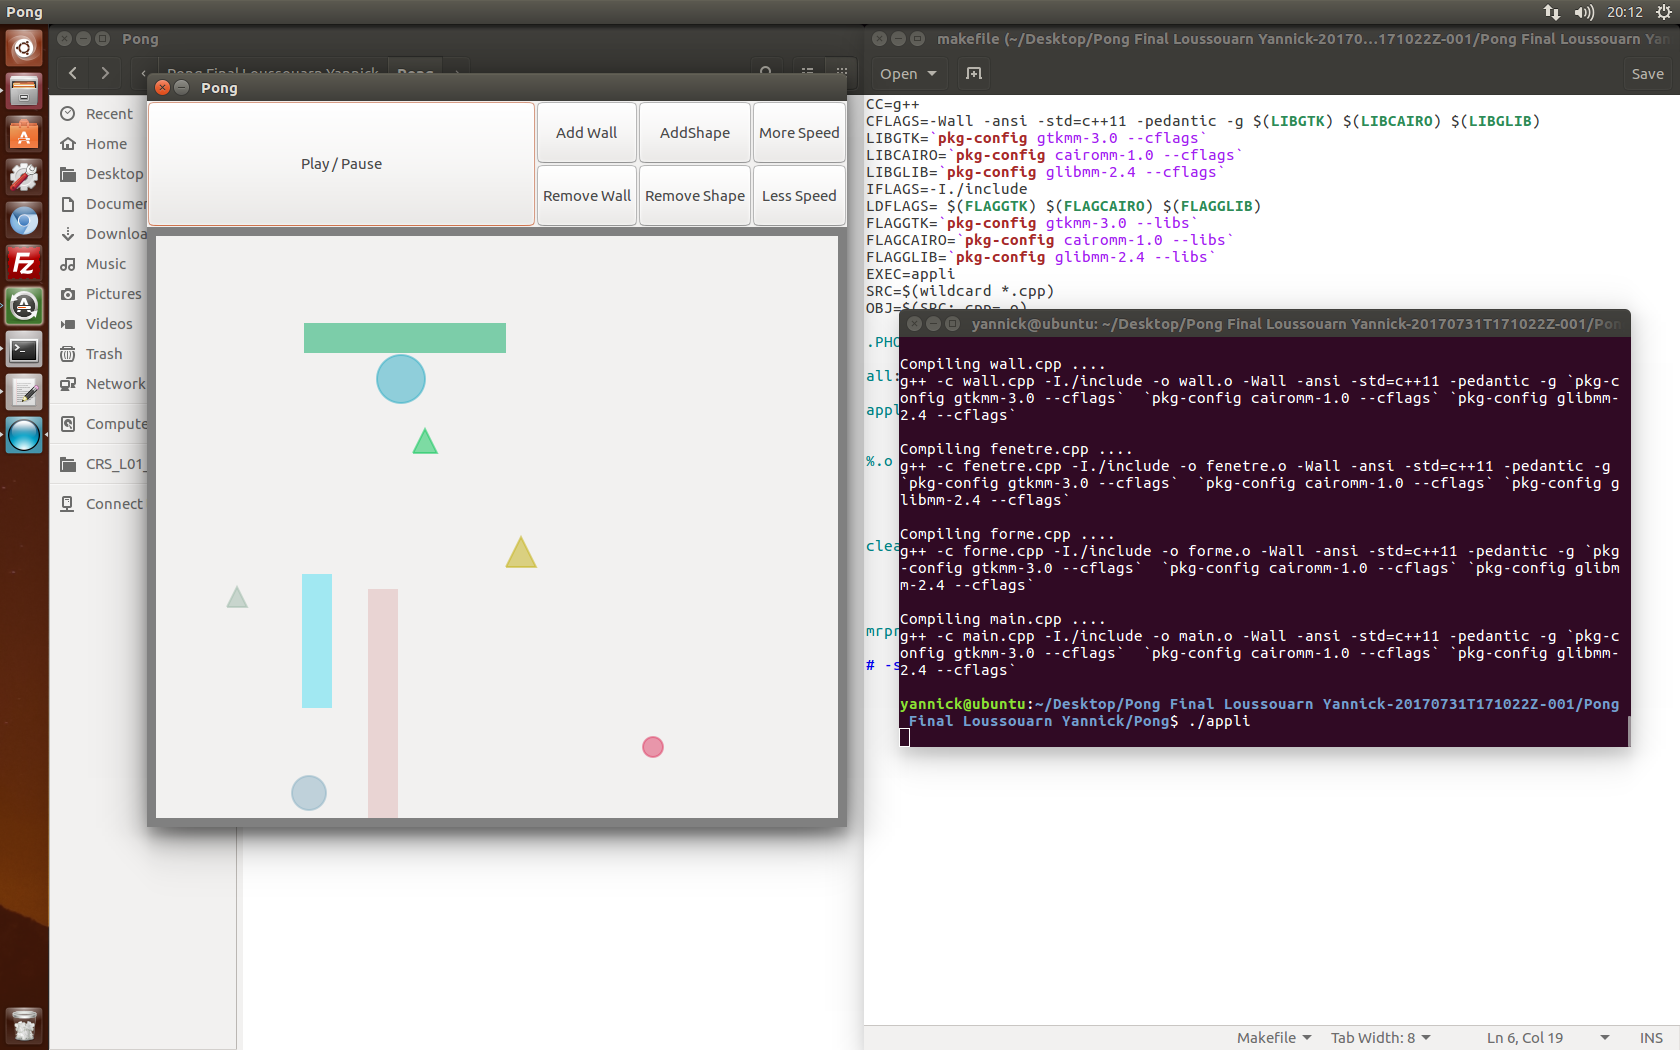 Pong
20:12
Pong
makefile (~/Desktop/Pong Final Loussouarn Yannick-20170…171022Z-001/Pong Final Loussouarn Yan
Pong Final Loussouarn Yannick
Pong
Open
Save
Recent
Home
Desktop
Documen
Downloa
Music
Pictures
Videos
Trash
Network
Compute
CRS_L01_
Connect
Pong
Play / Pause
Add Wall
AddShape
More Speed
Remove Wall
Remove Shape
Less Speed
CC=g++
CFLAGS=-Wall -ansi -std=c++11 -pedantic -g $(LIBGTK) $(LIBCAIRO) $(LIBGLIB)
LIBGTK=`pkg-config gtkmm-3.0 --cflags`
LIBCAIRO=`pkg-config cairomm-1.0 --cflags`
LIBGLIB=`pkg-config glibmm-2.4 --cflags`
IFLAGS=-I./include
LDFLAGS= $(FLAGGTK) $(FLAGCAIRO) $(FLAGGLIB)
FLAGGTK=`pkg-config gtkmm-3.0 --libs`
FLAGCAIRO=`pkg-config cairomm-1.0 --libs`
FLAGGLIB=`pkg-config glibmm-2.4 --libs`
EXEC=appli
SRC=$(wildcard *.cpp)
OBJ=$(SRC:.cpp=.o)
.PHO
all:
appl
%.o
clea
mrpr
# -s
yannick@ubuntu: ~/Desktop/Pong Final Loussouarn Yannick-20170731T171022Z-001/Pon
Compiling wall.cpp ....
g++ -c wall.cpp -I./include -o wall.o -Wall -ansi -std=c++11 -pedantic -g `pkg-c
onfig gtkmm-3.0 --cflags`  `pkg-config cairomm-1.0 --cflags` `pkg-config glibmm-
2.4 --cflags`
Compiling fenetre.cpp ....
g++ -c fenetre.cpp -I./include -o fenetre.o -Wall -ansi -std=c++11 -pedantic -g
`pkg-config gtkmm-3.0 --cflags`  `pkg-config cairomm-1.0 --cflags` `pkg-config g
libmm-2.4 --cflags`
Compiling forme.cpp ....
g++ -c forme.cpp -I./include -o forme.o -Wall -ansi -std=c++11 -pedantic -g `pkg
-config gtkmm-3.0 --cflags`  `pkg-config cairomm-1.0 --cflags` `pkg-config glibm
m-2.4 --cflags`
Compiling main.cpp ....
g++ -c main.cpp -I./include -o main.o -Wall -ansi -std=c++11 -pedantic -g `pkg-c
onfig gtkmm-3.0 --cflags`  `pkg-config cairomm-1.0 --cflags` `pkg-config glibmm-
2.4 --cflags`
yannick@ubuntu:~/Desktop/Pong Final Loussouarn Yannick-20170731T171022Z-001/Pong
 Final Loussouarn Yannick/Pong$ ./appli
Makefile
Tab Width: 8
Ln 6, Col 19
INS